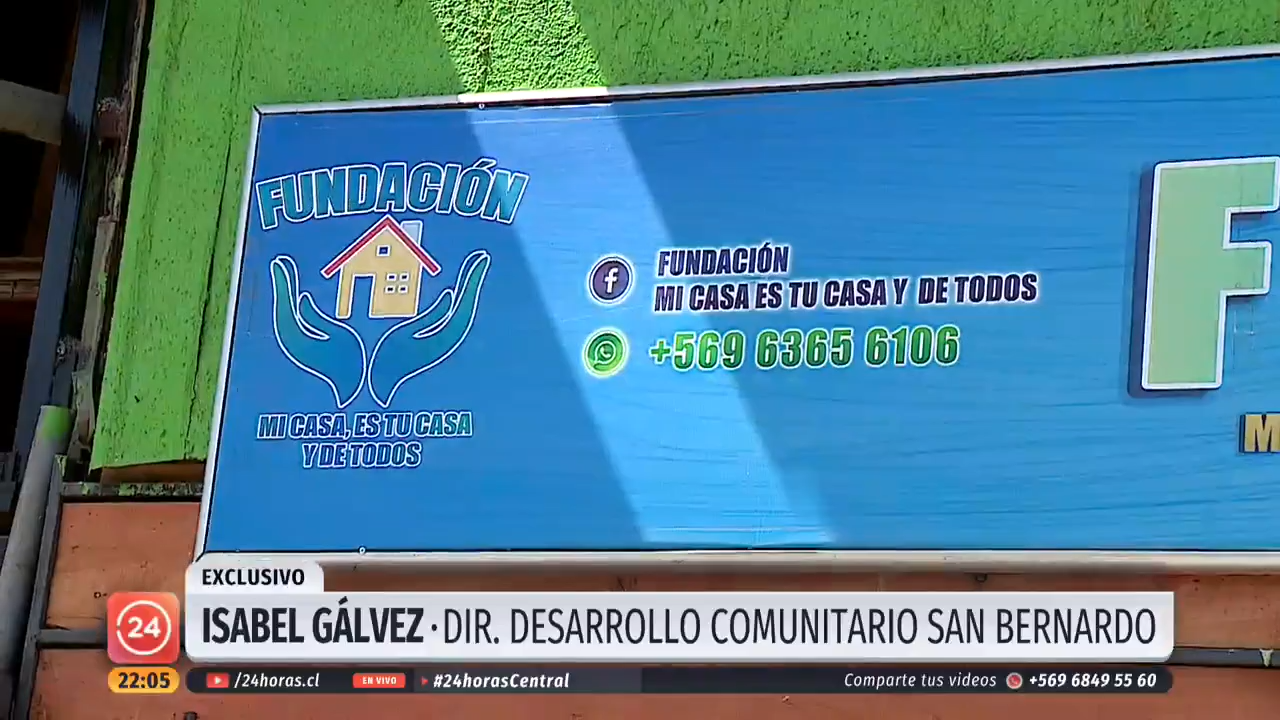 FUNDACIÓN
MI CASA, ES TU CASA
Y DE TODOS
FUNDACIÓN
MI CASA ES TU CASA Y DE TODOS
+569 6365 6106
F
M
EXCLUSIVO
24
ISABEL GÁLVEZ · DIR. DESARROLLO COMUNITARIO SAN BERNARDO
22:05
/24horas.cl
EN VIVO
#24horasCentral
Comparte tus videos
+569 6849 55 60